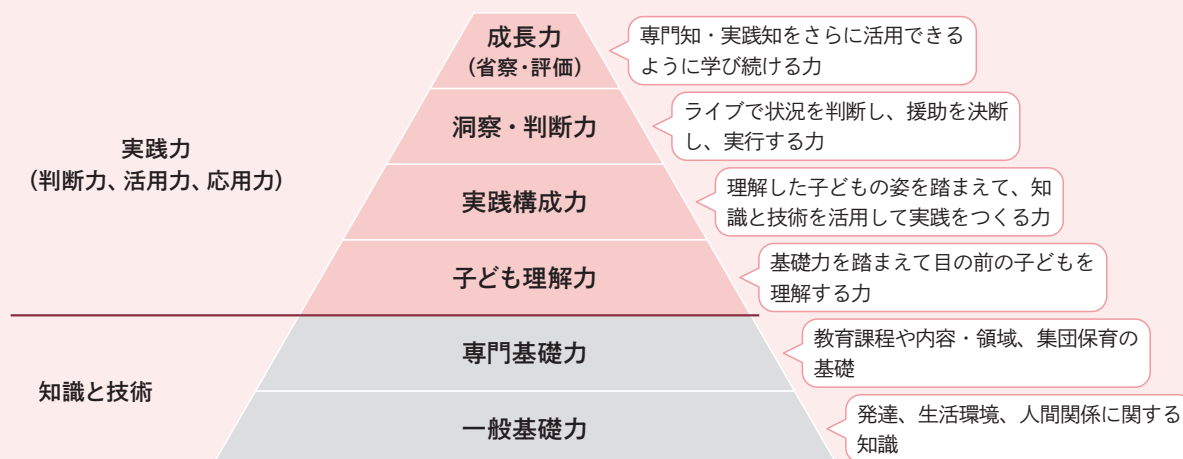 成長力
（省察・評価）
専門知・実践知をさらに活用できる
ように学び続ける力
洞察・判断力
ライブで状況を判断し、援助を決断
し、実行する力
実践力
（判断力、活用力、応用力）
実践構成力
理解した子どもの姿を踏まえて、知
識と技術を活用して実践をつくる力
子ども理解力
基礎力を踏まえて目の前の子どもを
理解する力
専門基礎力
教育課程や内容・領域、集団保育の
基礎
知識と技術
一般基礎力
発達、生活環境、人間関係に関する
知識